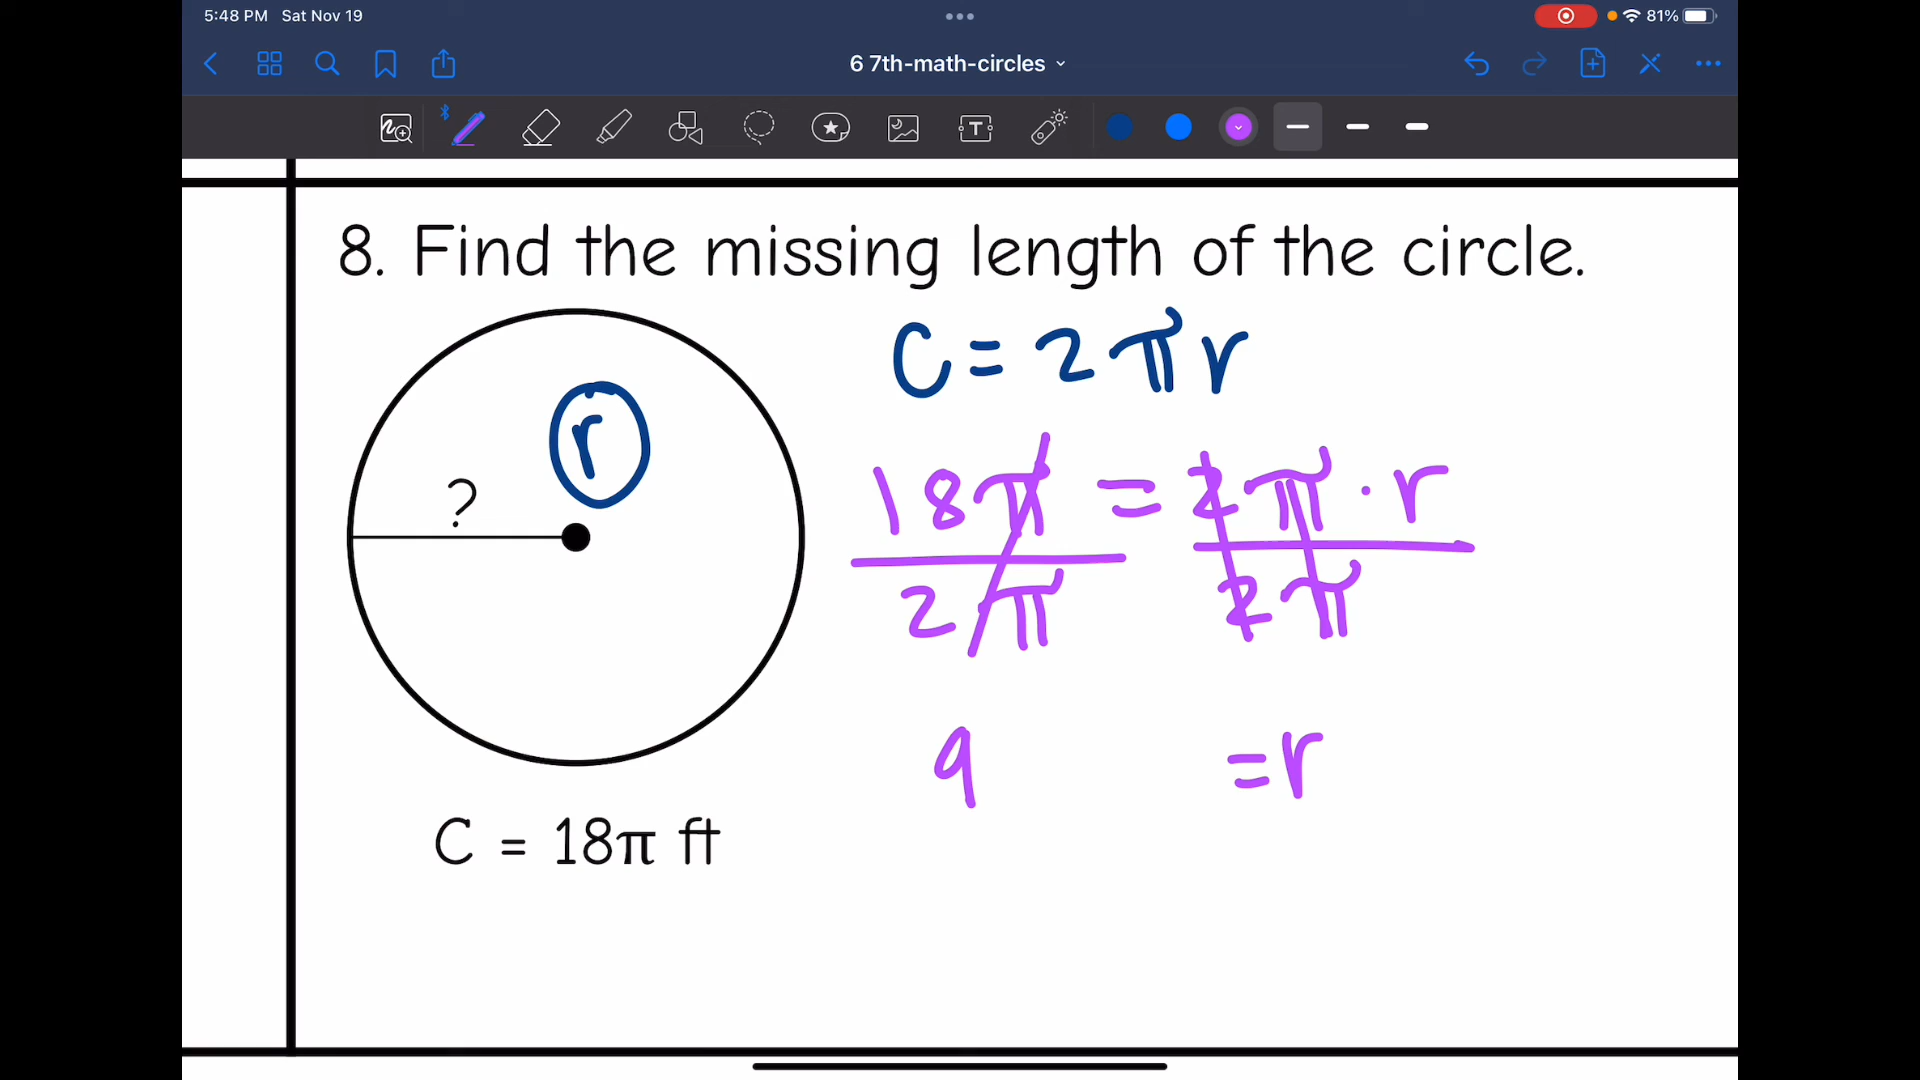 5:48 PM Sat Nov 19
81%
6 7th-math-circles
T
8. Find the missing length of the circle.
C = 2πr
r
?
18π = 2π · r
2π 2π
9 = r
C = 18π ft